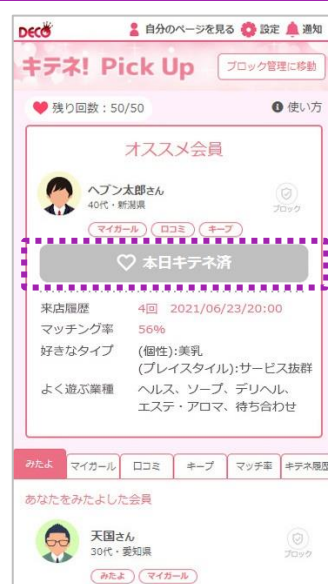 DECO 自分のページを見る 設定 通知
キテネ! Pick Up ブロック管理に移動
残り回数：50/50 使い方
オススメ会員
ヘブン太郎さん
40代・新潟県
ブロック
マイガール 口コミ キープ
本日キテネ済
来店履歴 4回 2021/06/23/20:00
マッチング率 56%
好きなタイプ (個性):美乳
(プレイスタイル):サービス抜群
よく遊ぶ業種 ヘルス、ソープ、デリヘル、
エステ・アロマ、待ち合わせ
みたよ マイガール 口コミ キープ マッチ率 キテネ履歴
あなたをみたよした会員
天国さん
30代・愛知県
ブロック
みたよ マイガール